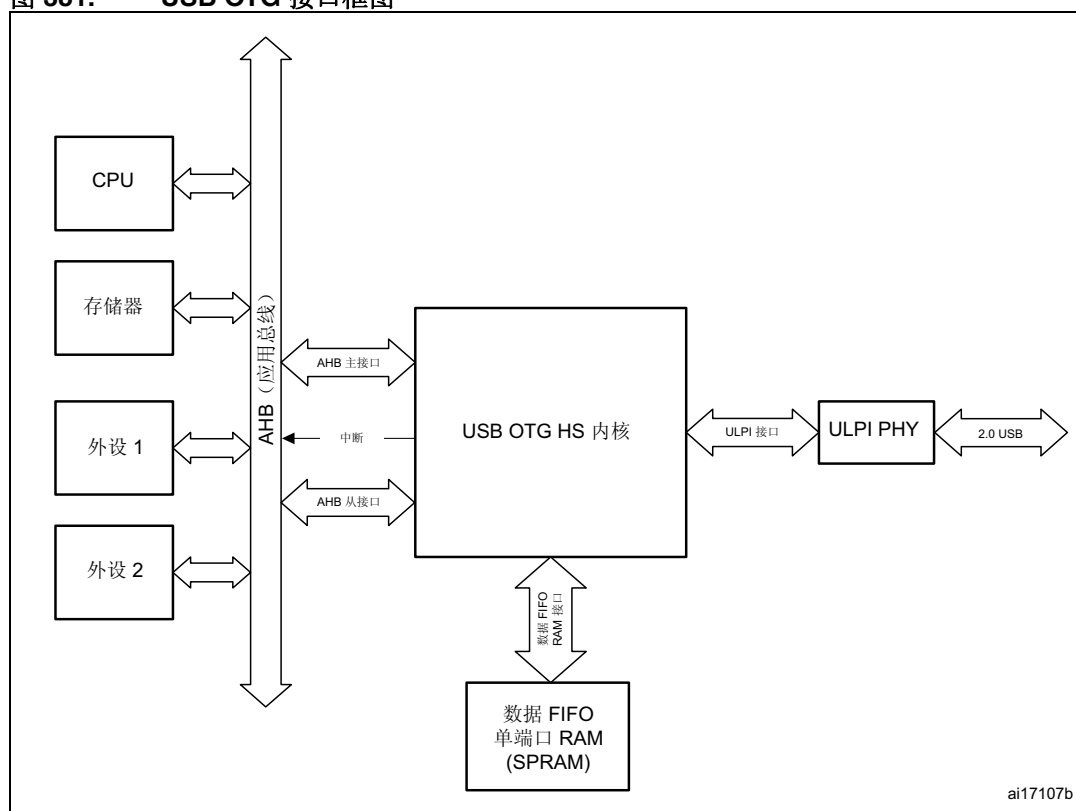 图 381. USB OTG 接口框图
CPU
存储器
外设 1
外设 2
AHB（应用总线）
AHB 主接口
中断
AHB 从接口
USB OTG HS 内核
ULPI 接口
ULPI PHY
2.0 USB
数据 FIFO
RAM 接口
数据 FIFO
单端口 RAM
(SPRAM)
ai17107b